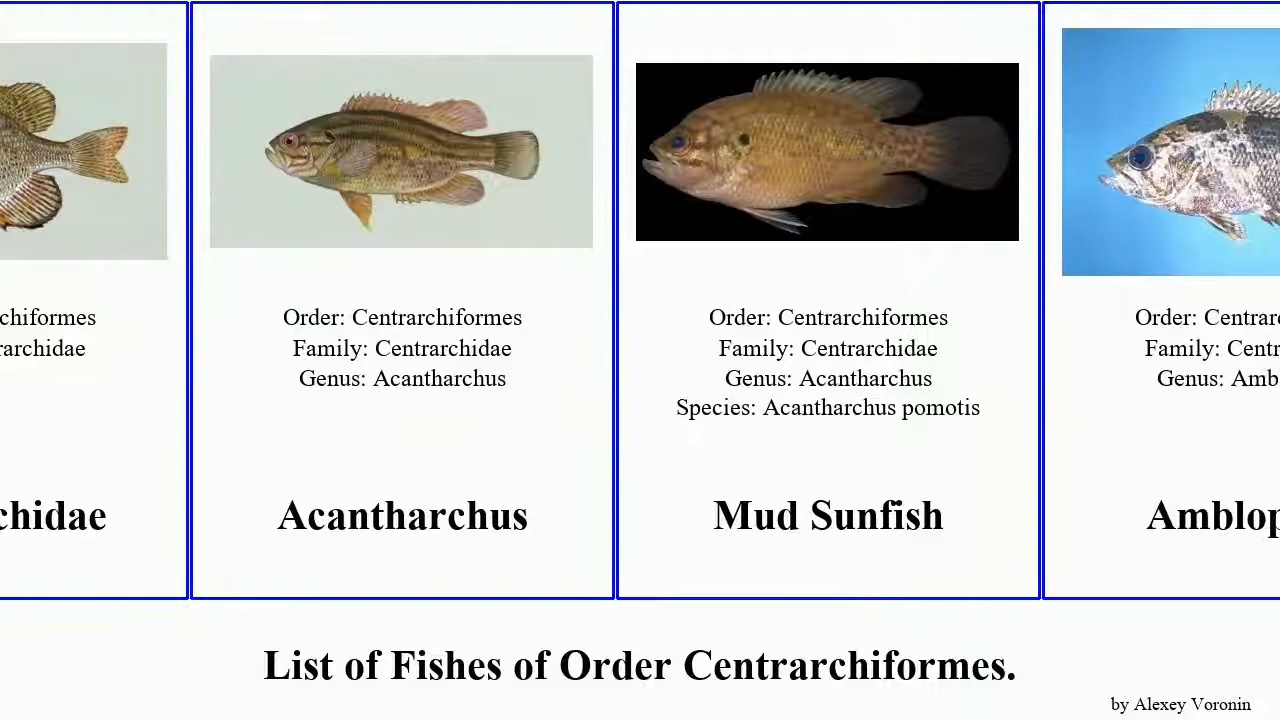 chiformes
rarchidae
chidae
Order: Centrarchiformes
Family: Centrarchidae
Genus: Acantharchus
Acantharchus
Order: Centrarchiformes
Family: Centrarchidae
Genus: Acantharchus
Species: Acantharchus pomotis
Mud Sunfish
Order: Centrar
Family: Centr
Genus: Amb
Amblop
List of Fishes of Order Centrarchiformes.
by Alexey Voronin